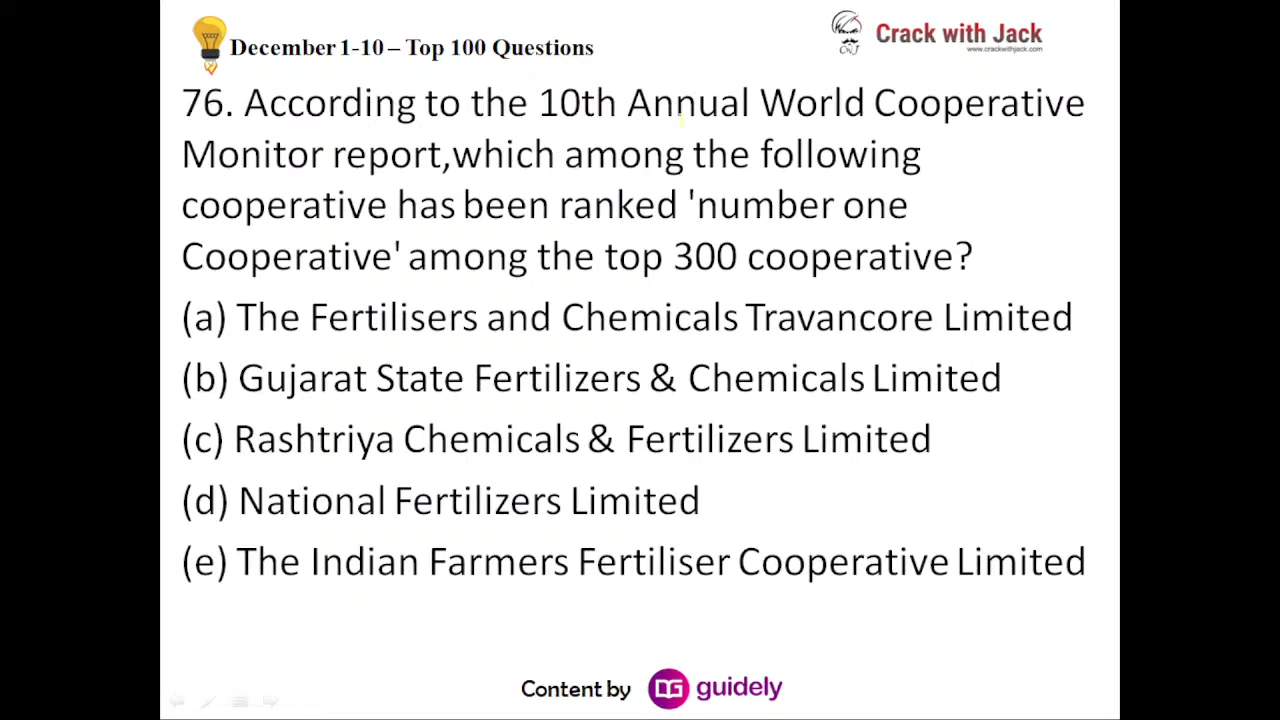 December 1-10 – Top 100 Questions
Crack with Jack
www.crackwithjack.com
CwJ
76. According to the 10th Annual World Cooperative
Monitor report,which among the following
cooperative has been ranked 'number one
Cooperative' among the top 300 cooperative?
(a) The Fertilisers and Chemicals Travancore Limited
(b) Gujarat State Fertilizers & Chemicals Limited
(c) Rashtriya Chemicals & Fertilizers Limited
(d) National Fertilizers Limited
(e) The Indian Farmers Fertiliser Cooperative Limited
Content by DG guidely